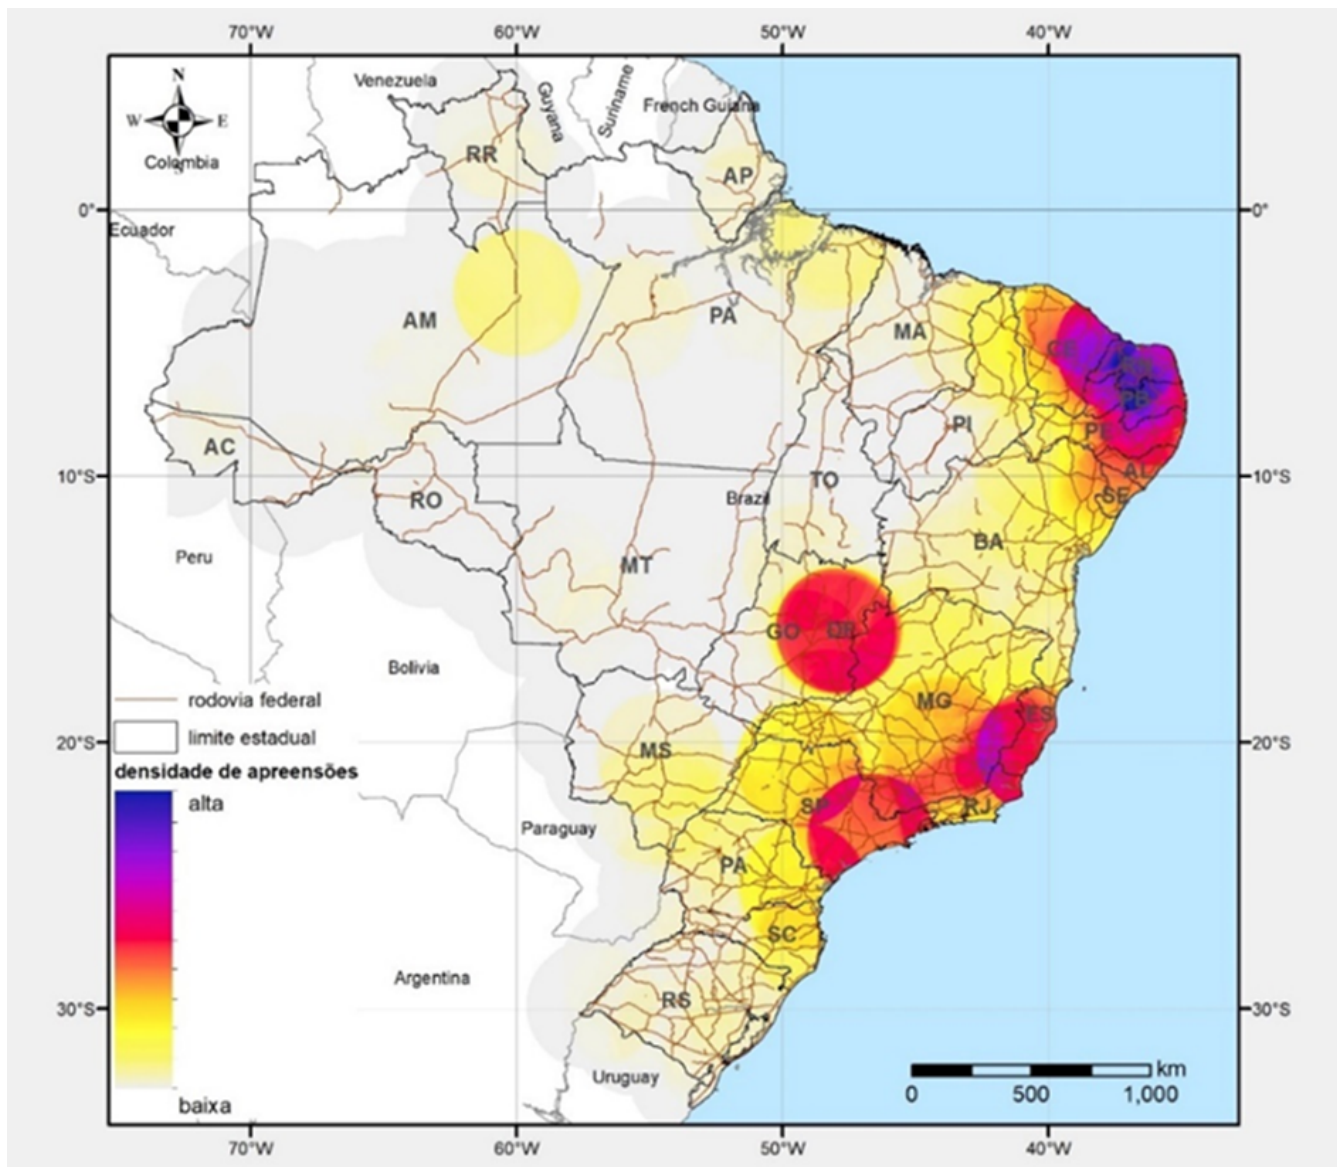 70°W 60°W 50°W 40°W
N
W E
S
Venezuela
Guyana
Suriname
French Guiana
Colombia
RR
AP
0° 0°
Ecuador
AM
PA
MA
CE
RN
PB
PI
PE
AC
AL
10°S 10°S
TO
SE
RO
Brazil
BA
Peru
MT
GO DF
Bolivia
MG
ES
rodovia federal
limite estadual
20°S 20°S
MS
densidade de apreensões
alta
SP
RJ
Paraguay
PA
SC
Argentina
RS
30°S 30°S
Uruguay
km
0 500 1,000
baixa
70°W 60°W 50°W 40°W